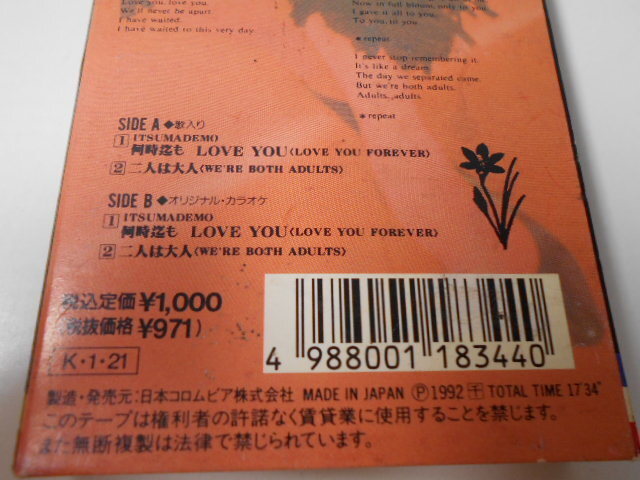 Love you, love you.
We'll never be apart.
I have waited.
I have waited to this very day.
Now in full bloom, only to you
I gave it all to you.
To you, to you
* repeat
I never stop remembering it.
It's like a dream.
The day we separated came.
But we're both adults.
Adults, adults.
* repeat
SIDE A ◆歌入り
1 ITSUMADEMO
何時迄も LOVE YOU〈LOVE YOU FOREVER〉
2 二人は大人〈WE'RE BOTH ADULTS〉
SIDE B ◆オリジナル・カラオケ
1 ITSUMADEMO
何時迄も LOVE YOU〈LOVE YOU FOREVER〉
2 二人は大人〈WE'RE BOTH ADULTS〉
税込定価 ¥1,000
(税抜価格 ¥971)
K・1・21
4 988001 183440
製造・発売元:日本コロムビア株式会社 MADE IN JAPAN Ⓟ1992 TOTAL TIME 17'34"
このテープは権利者の許諾なく賃貸業に使用することを禁じます。
また無断複製は法律で禁じられています。